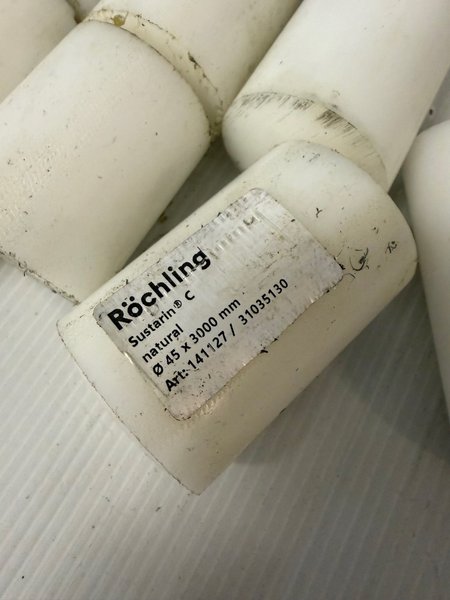 Röchling
Sustarin® C
natural
Ø 45 x 3000 mm
Art: 141127 / 31035130